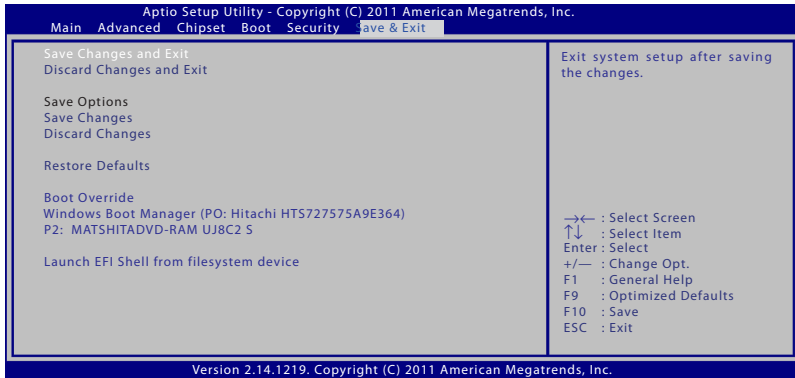 Aptio Setup Utility - Copyright (C) 2011 American Megatrends, Inc.
Main Advanced Chipset Boot Security Save & Exit
Save Changes and Exit
Discard Changes and Exit
Save Options
Save Changes
Discard Changes
Restore Defaults
Boot Override
Windows Boot Manager (PO: Hitachi HTS727575A9E364)
P2: MATSHITADVD-RAM UJ8C2 S
Launch EFI Shell from filesystem device
Exit system setup after saving
the changes.
→← : Select Screen
↑↓ : Select Item
Enter : Select
+/— : Change Opt.
F1 : General Help
F9 : Optimized Defaults
F10 : Save
ESC : Exit
Version 2.14.1219. Copyright (C) 2011 American Megatrends, Inc.